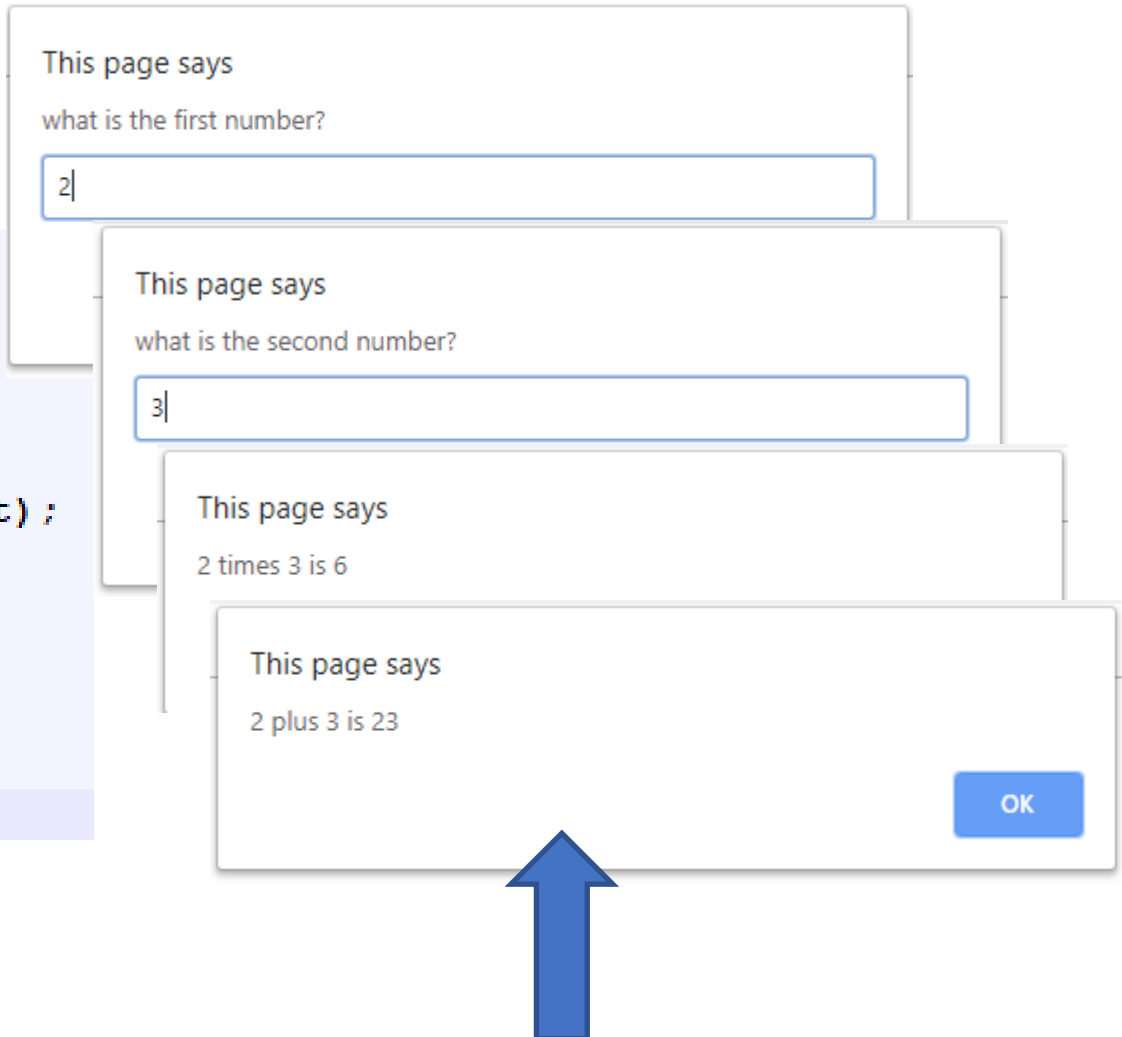 This page says
what is the first number?
2
This page says
what is the second number?
3
);
This page says
2 times 3 is 6
This page says
2 plus 3 is 23
OK